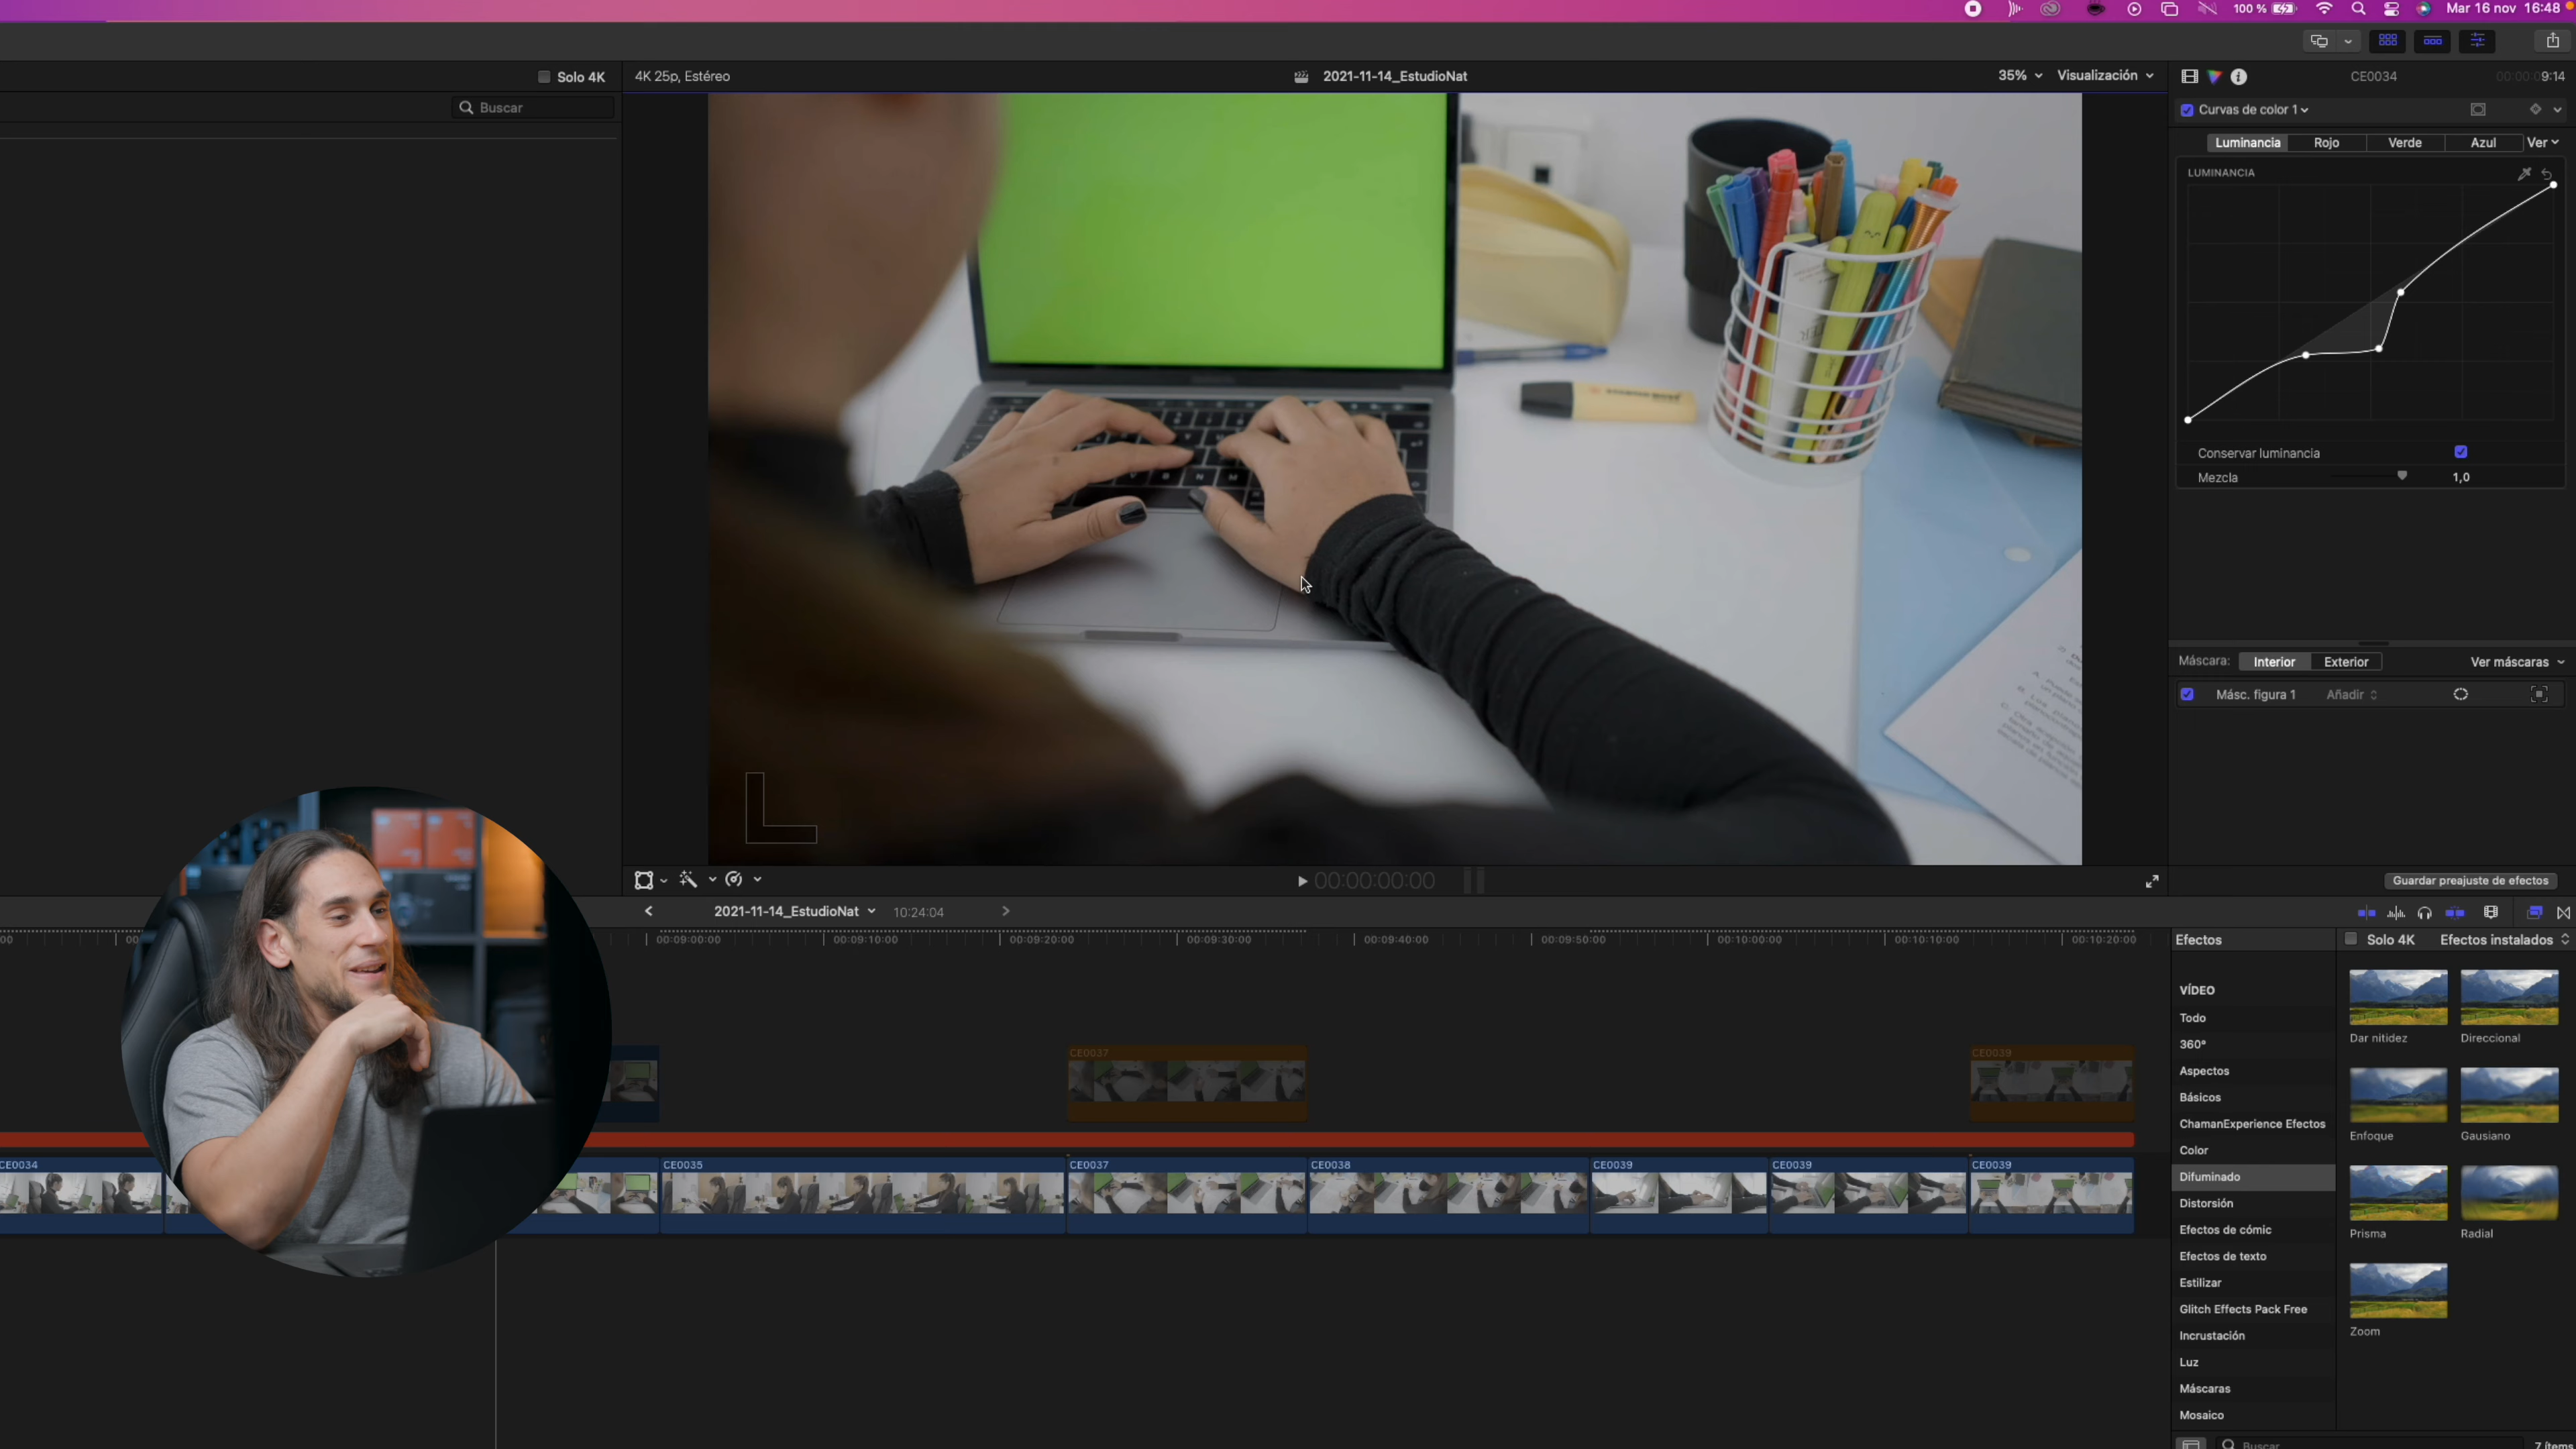 100 %
Mar 16 nov 16:48
Solo 4K
4K 25p, Estéreo
2021-11-14_EstudioNat
35%
Visualización
CE0034
9:14
Buscar
Curvas de color 1
Luminancia
Rojo
Verde
Azul
Ver
LUMINANCIA
Conservar luminancia
Mezcla
1,0
Máscara:
Interior
Exterior
Ver máscaras
Másc. figura 1
Añadir
00:00:00:00
Guardar preajuste de efectos
2021-11-14_EstudioNat
10:24:04
00:09:00:00
00:09:10:00
00:09:20:00
00:09:30:00
00:09:40:00
00:09:50:00
00:10:00:00
00:10:10:00
00:10:20:00
Efectos
Solo 4K
Efectos instalados
VÍDEO
Todo
360°
Aspectos
Básicos
ChamanExperience Efectos
Color
Difuminado
Distorsión
Efectos de cómic
Efectos de texto
Estilizar
Glitch Effects Pack Free
Incrustación
Luz
Máscaras
Mosaico
Dar nitidez
Direccional
Enfoque
Gausiano
Prisma
Radial
Zoom
CE0037
CE0039
CE0034
CE0035
CE0037
CE0038
CE0039
CE0039
CE0039
Buscar